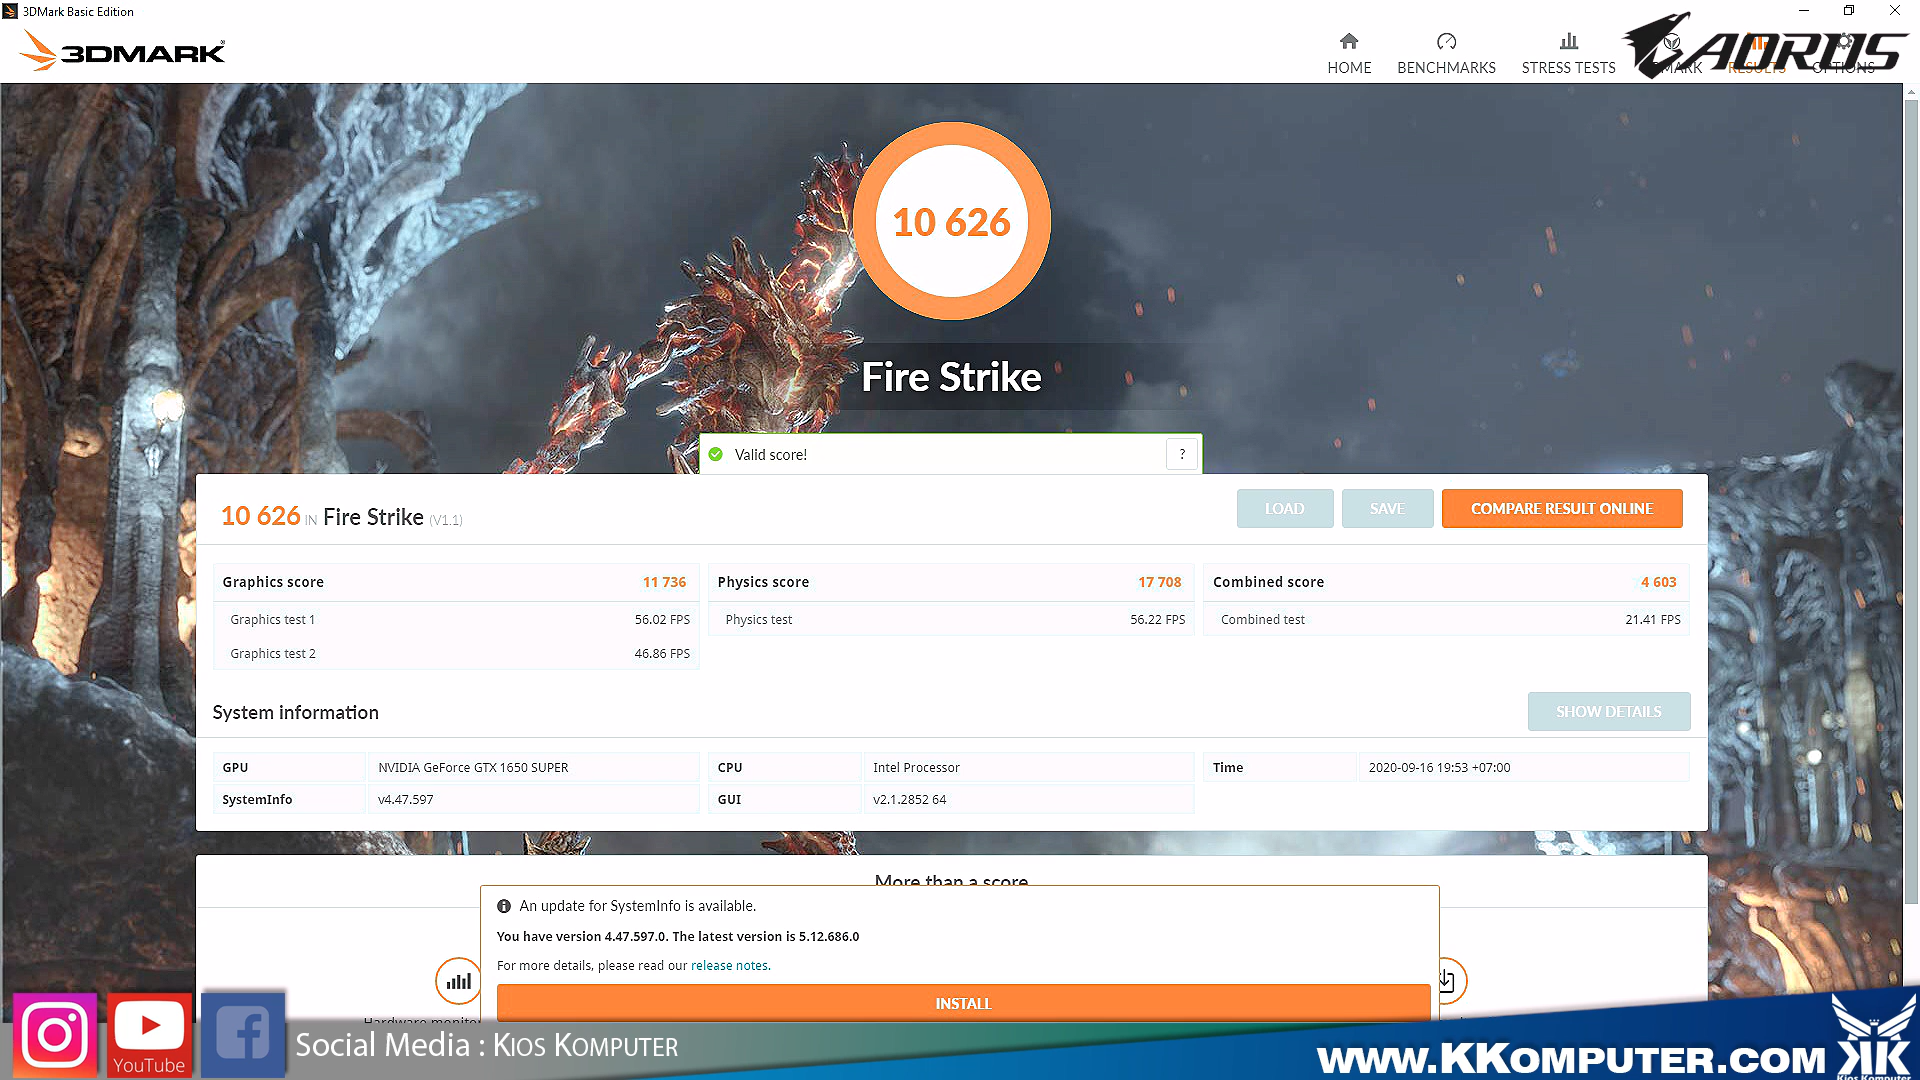 3DMark Basic Edition
3DMARK
AORUS
HOME
BENCHMARKS
STRESS TESTS
RESULTS
OPTIONS
10 626
Fire Strike
Valid score!
?
10 626 IN Fire Strike (V1.1)
LOAD
SAVE
COMPARE RESULT ONLINE
Graphics score 11 736
Graphics test 1 56.02 FPS
Graphics test 2 46.86 FPS
Physics score 17 708
Physics test 56.22 FPS
Combined score 4 603
Combined test 21.41 FPS
System information
SHOW DETAILS
GPU NVIDIA GeForce GTX 1650 SUPER
CPU Intel Processor
Time 2020-09-16 19:53 +07:00
SystemInfo v4.47.597
GUI v2.1.2852 64
More than a score
An update for SystemInfo is available.
You have version 4.47.597.0. The latest version is 5.12.686.0
For more details, please read our release notes.
INSTALL
YouTube
Social Media : Kios Komputer
www.KKomputer.com
KK
Kios Komputer